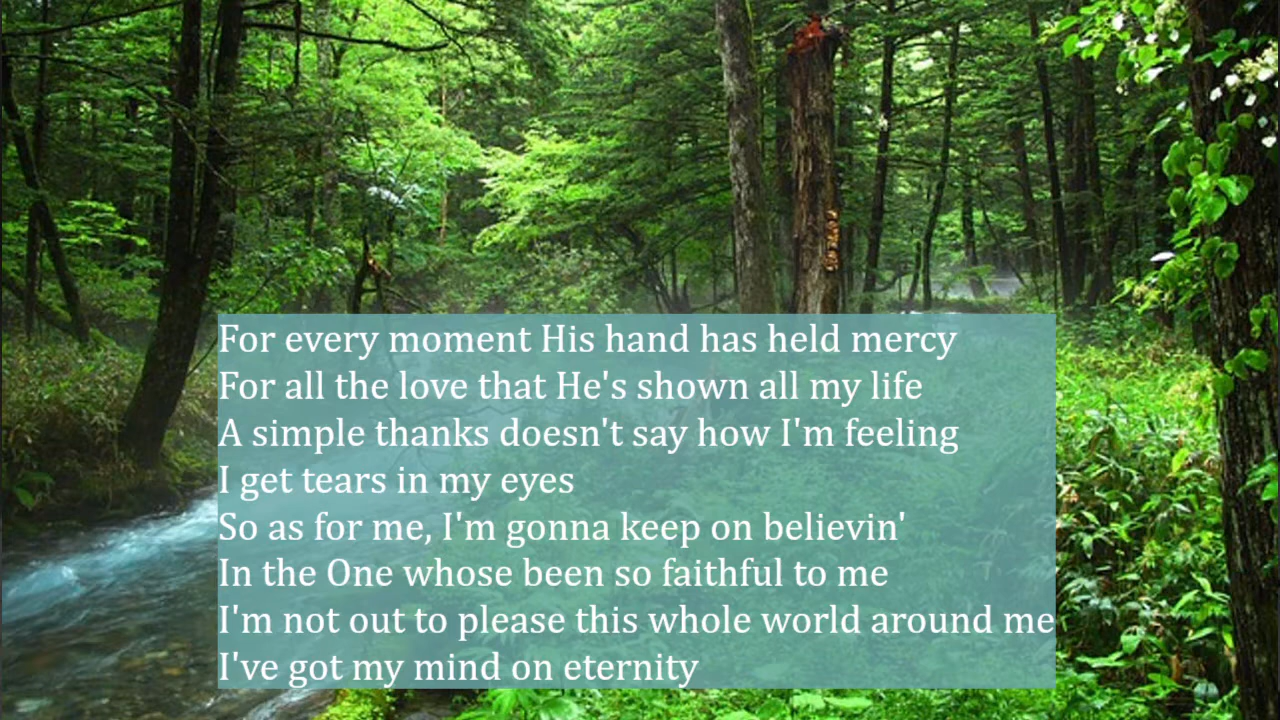 For every moment His hand has held mercy
For all the love that He's shown all my life
A simple thanks doesn't say how I'm feeling
I get tears in my eyes
So as for me, I'm gonna keep on believin'
In the One whose been so faithful to me
I'm not out to please this whole world around me
I've got my mind on eternity